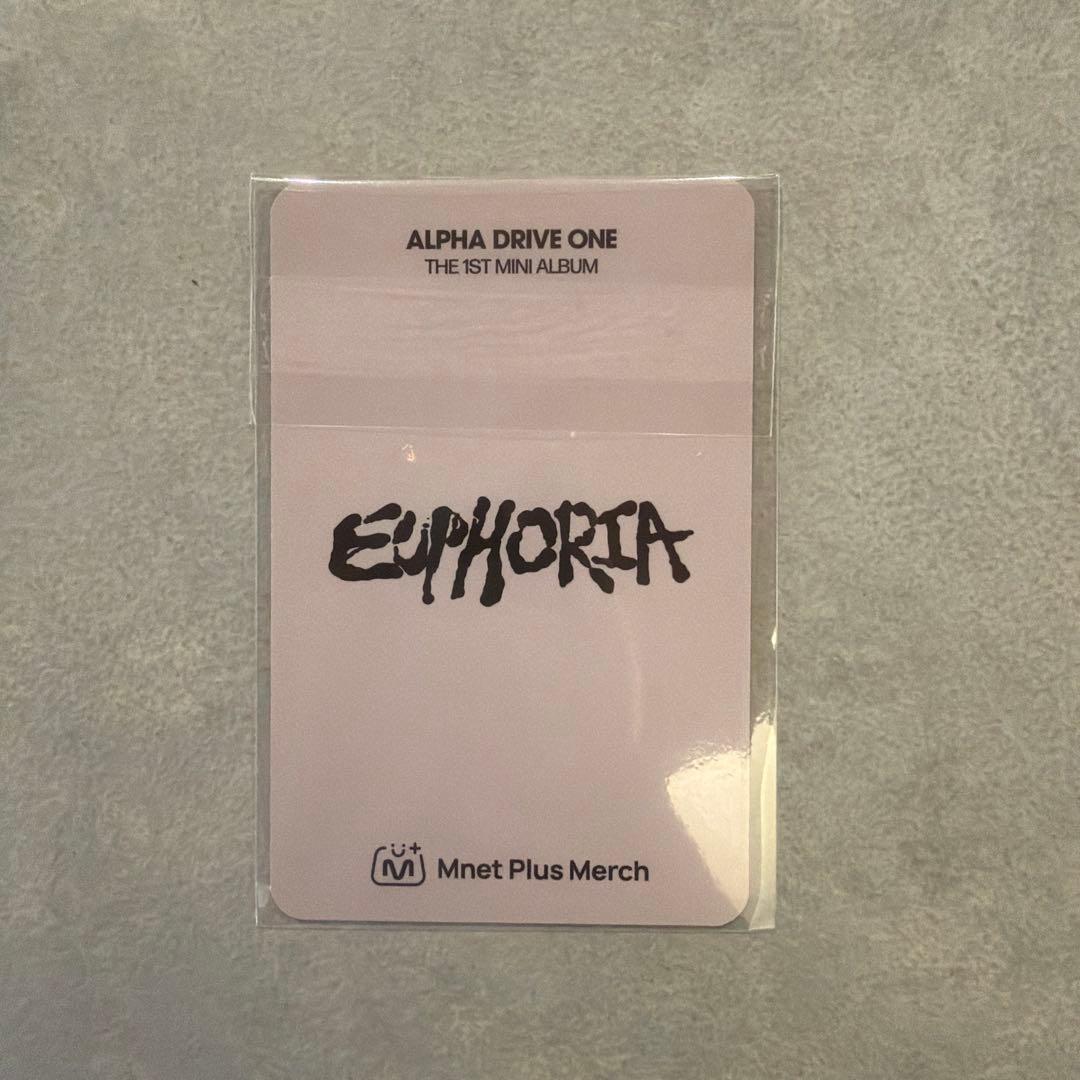 ALPHA DRIVE ONE
THE 1ST MINI ALBUM
EUPHORIA
M+ Mnet Plus Merch